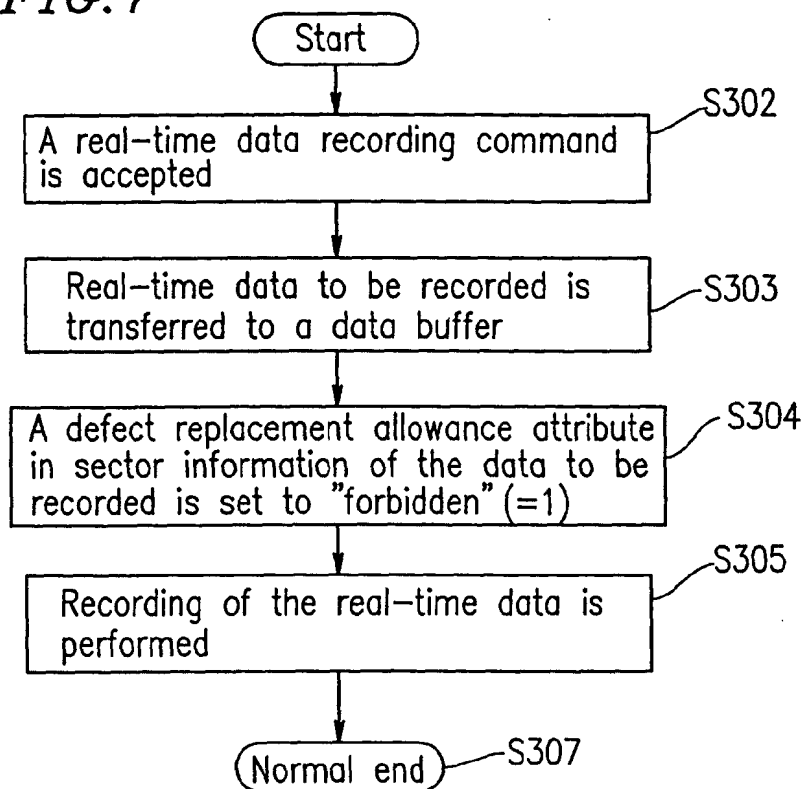 FIG. 7
Start
S302
A real-time data recording command
is accepted
Real-time data to be recorded is
transferred to a data buffer
S303
A defect replacement allowance attribute
in sector information of the data to be
recorded is set to "forbidden" (=1)
S304
S305
Recording of the real-time data is
performed
Normal end
S307